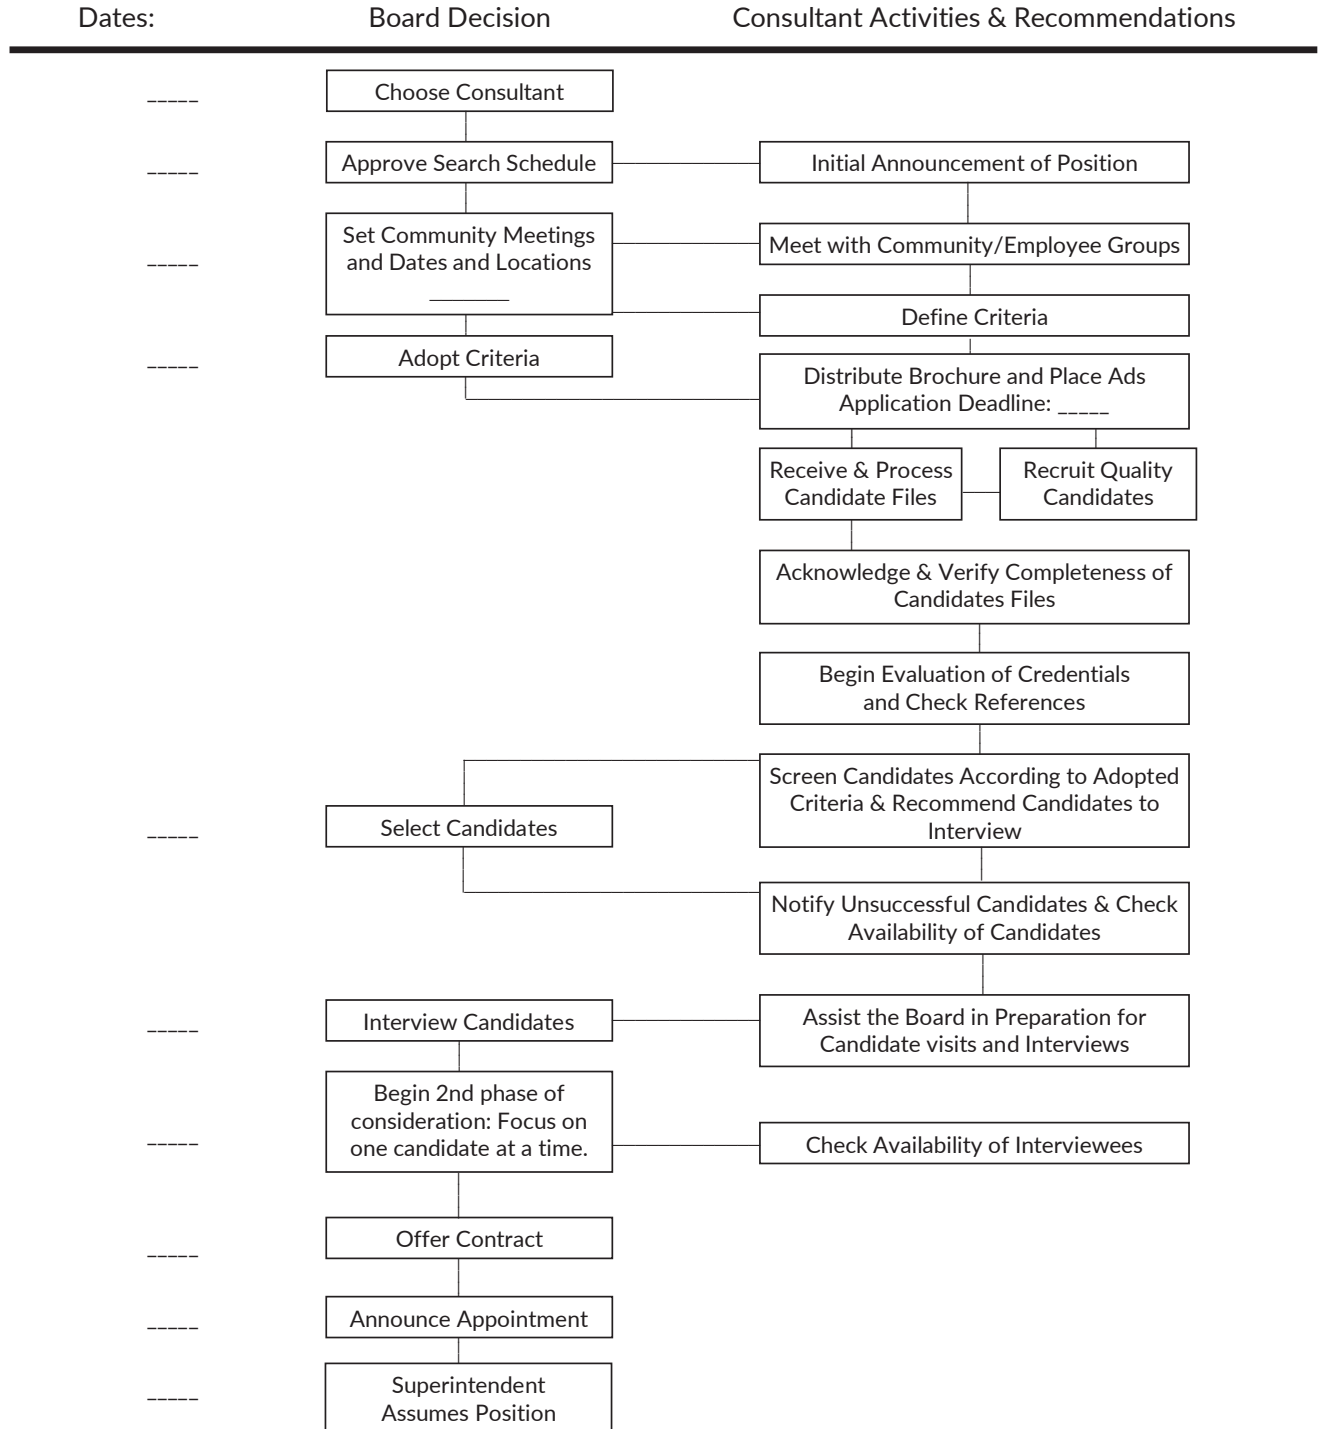 Dates: Board Decision Consultant Activities & Recommendations
_____ Choose Consultant
_____ Approve Search Schedule Initial Announcement of Position
Set Community Meetings
and Dates and Locations
________
_____
Meet with Community/Employee Groups
Define Criteria
_____ Adopt Criteria
Distribute Brochure and Place Ads
Application Deadline: _____
Receive & Process
Candidate Files
Recruit Quality
Candidates
Acknowledge & Verify Completeness of
Candidates Files
Begin Evaluation of Credentials
and Check References
Screen Candidates According to Adopted
Criteria & Recommend Candidates to
Interview
_____ Select Candidates
Notify Unsuccessful Candidates & Check
Availability of Candidates
_____ Interview Candidates
Assist the Board in Preparation for
Candidate visits and Interviews
Begin 2nd phase of
consideration: Focus on
one candidate at a time.
_____ Check Availability of Interviewees
_____ Offer Contract
_____ Announce Appointment
_____ Superintendent
Assumes Position